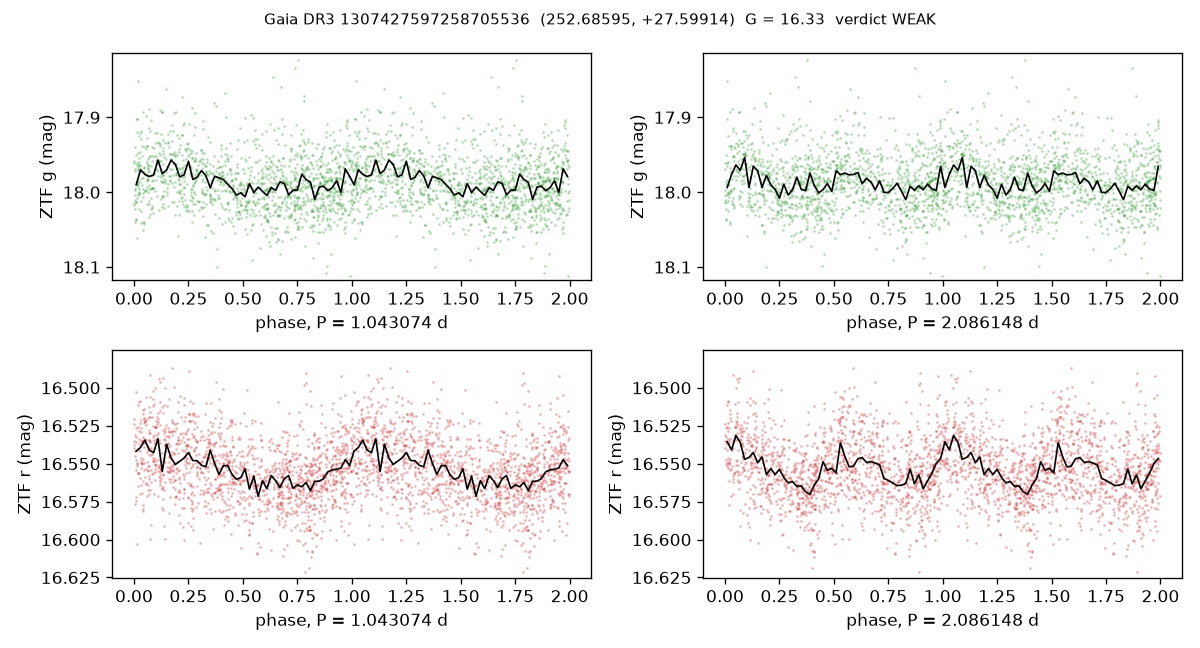 Gaia DR3 1307427597258705536 (252.68595, +27.59914) G = 16.33 verdict WEAK
ZTF g (mag)
17.9
18.0
18.1
0.00 0.25 0.50 0.75 1.00 1.25 1.50 1.75 2.00
phase, P = 1.043074 d
ZTF g (mag)
17.9
18.0
18.1
0.00 0.25 0.50 0.75 1.00 1.25 1.50 1.75 2.00
phase, P = 2.086148 d
ZTF r (mag)
16.500
16.525
16.550
16.575
16.600
16.625
0.00 0.25 0.50 0.75 1.00 1.25 1.50 1.75 2.00
phase, P = 1.043074 d
ZTF r (mag)
16.500
16.525
16.550
16.575
16.600
16.625
0.00 0.25 0.50 0.75 1.00 1.25 1.50 1.75 2.00
phase, P = 2.086148 d